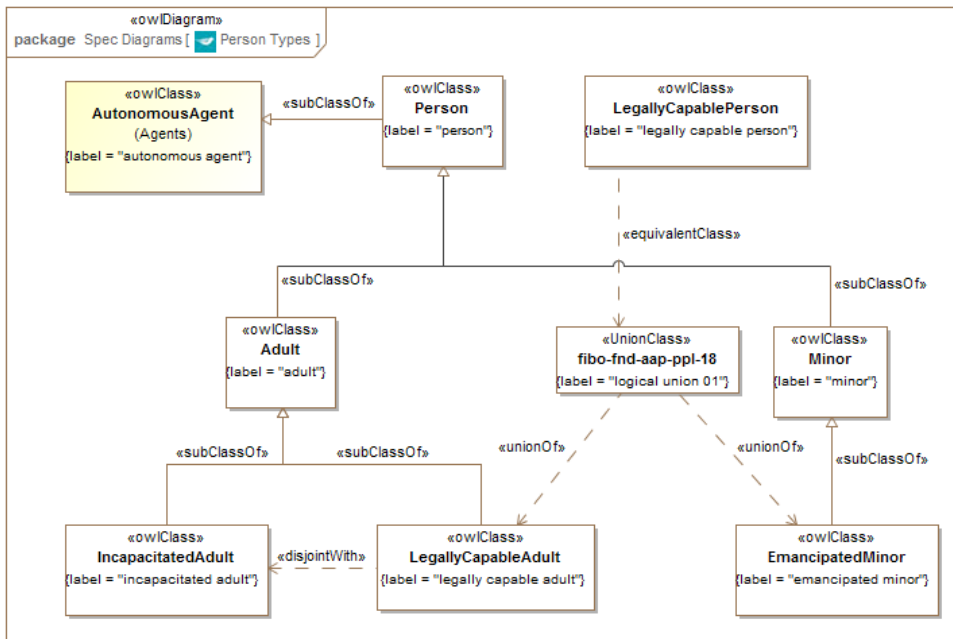 «owlDiagram»
package Spec Diagrams [ Person Types ]
«owlClass»
AutonomousAgent
(Agents)
{label = "autonomous agent"}
«subClassOf»
«owlClass»
Person
{label = "person"}
«owlClass»
LegallyCapablePerson
{label = "legally capable person"}
«equivalentClass»
«subClassOf»
«subClassOf»
«owlClass»
Adult
{label = "adult"}
«UnionClass»
fibo-fnd-aap-ppl-18
{label = "logical union 01"}
«owlClass»
Minor
{label = "minor"}
«subClassOf»
«subClassOf»
«unionOf»
«unionOf»
«subClassOf»
«owlClass»
IncapacitatedAdult
{label = "incapacitated adult"}
«disjointWith»
«owlClass»
LegallyCapableAdult
{label = "legally capable adult"}
«owlClass»
EmancipatedMinor
{label = "emancipated minor"}